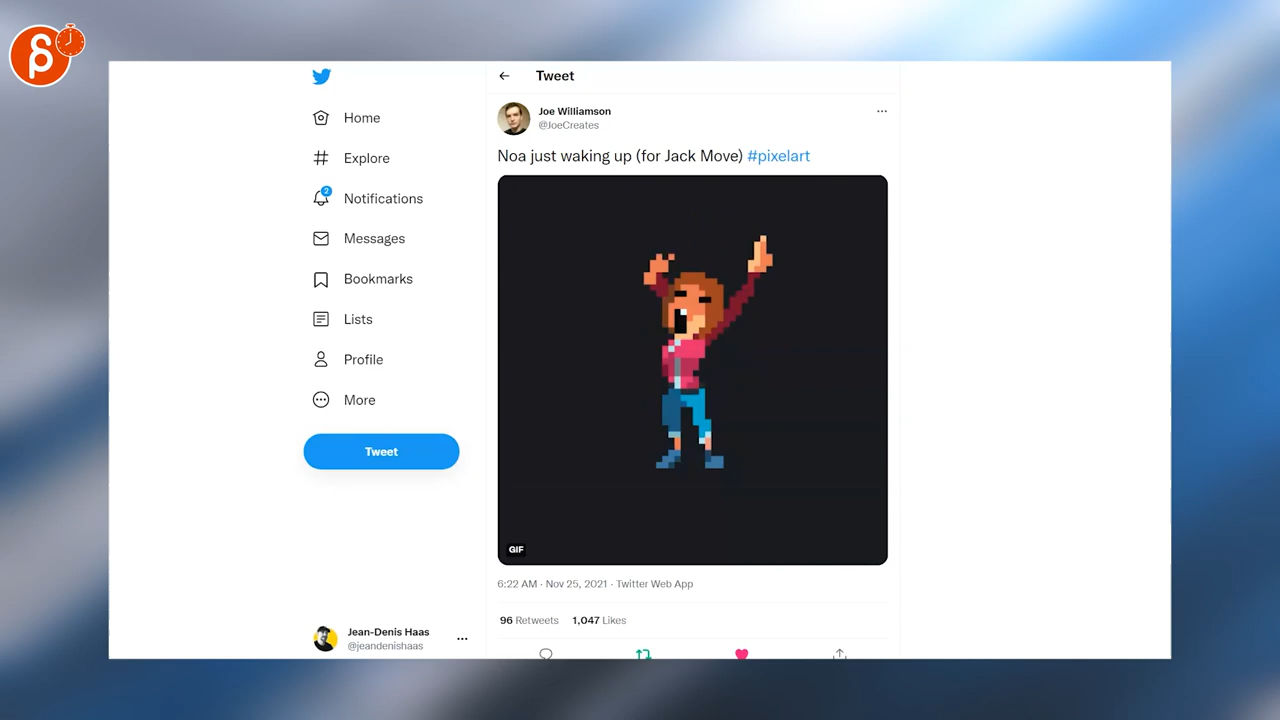 Tweet
Home
Explore
2
Notifications
Messages
Bookmarks
Lists
Profile
More
Tweet
Jean-Denis Haas
@jeandenishaas
Joe Williamson
@JoeCreates
Noa just waking up (for Jack Move) #pixelart
GIF
6:22 AM · Nov 25, 2021 · Twitter Web App
96 Retweets 1,047 Likes